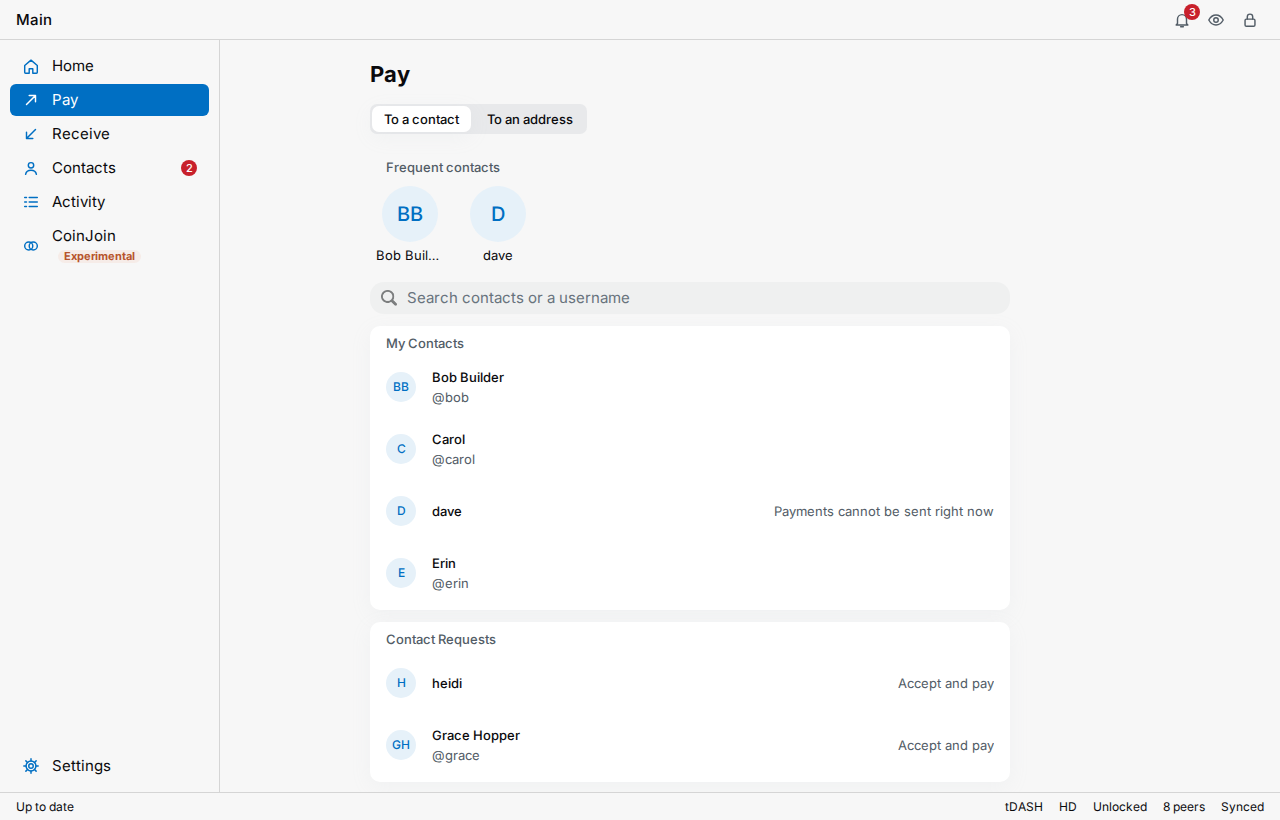 Main
3
Home
Pay
Receive
Contacts
2
Activity
CoinJoin
Experimental
Settings
Pay
To a contact
To an address
Frequent contacts
BB
D
Bob Buil...
dave
Search contacts or a username
My Contacts
BB
Bob Builder
@bob
C
Carol
@carol
D
dave
Payments cannot be sent right now
E
Erin
@erin
Contact Requests
H
heidi
Accept and pay
GH
Grace Hopper
@grace
Accept and pay
Up to date
tDASH
HD
Unlocked
8 peers
Synced